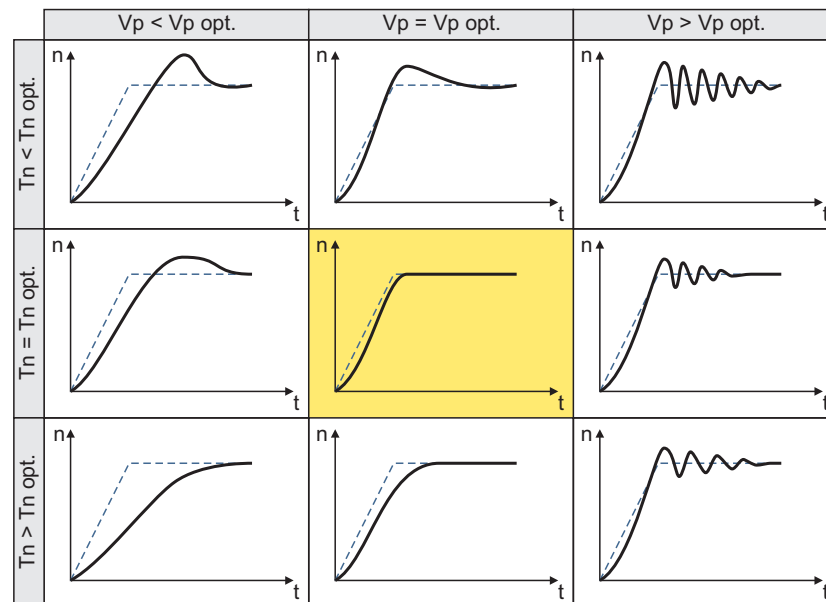 Vp < Vp opt.
Vp = Vp opt.
Vp > Vp opt.
Tn < Tn opt.
n
t
n
t
n
t
Tn = Tn opt.
n
t
n
t
n
t
Tn > Tn opt.
n
t
n
t
n
t